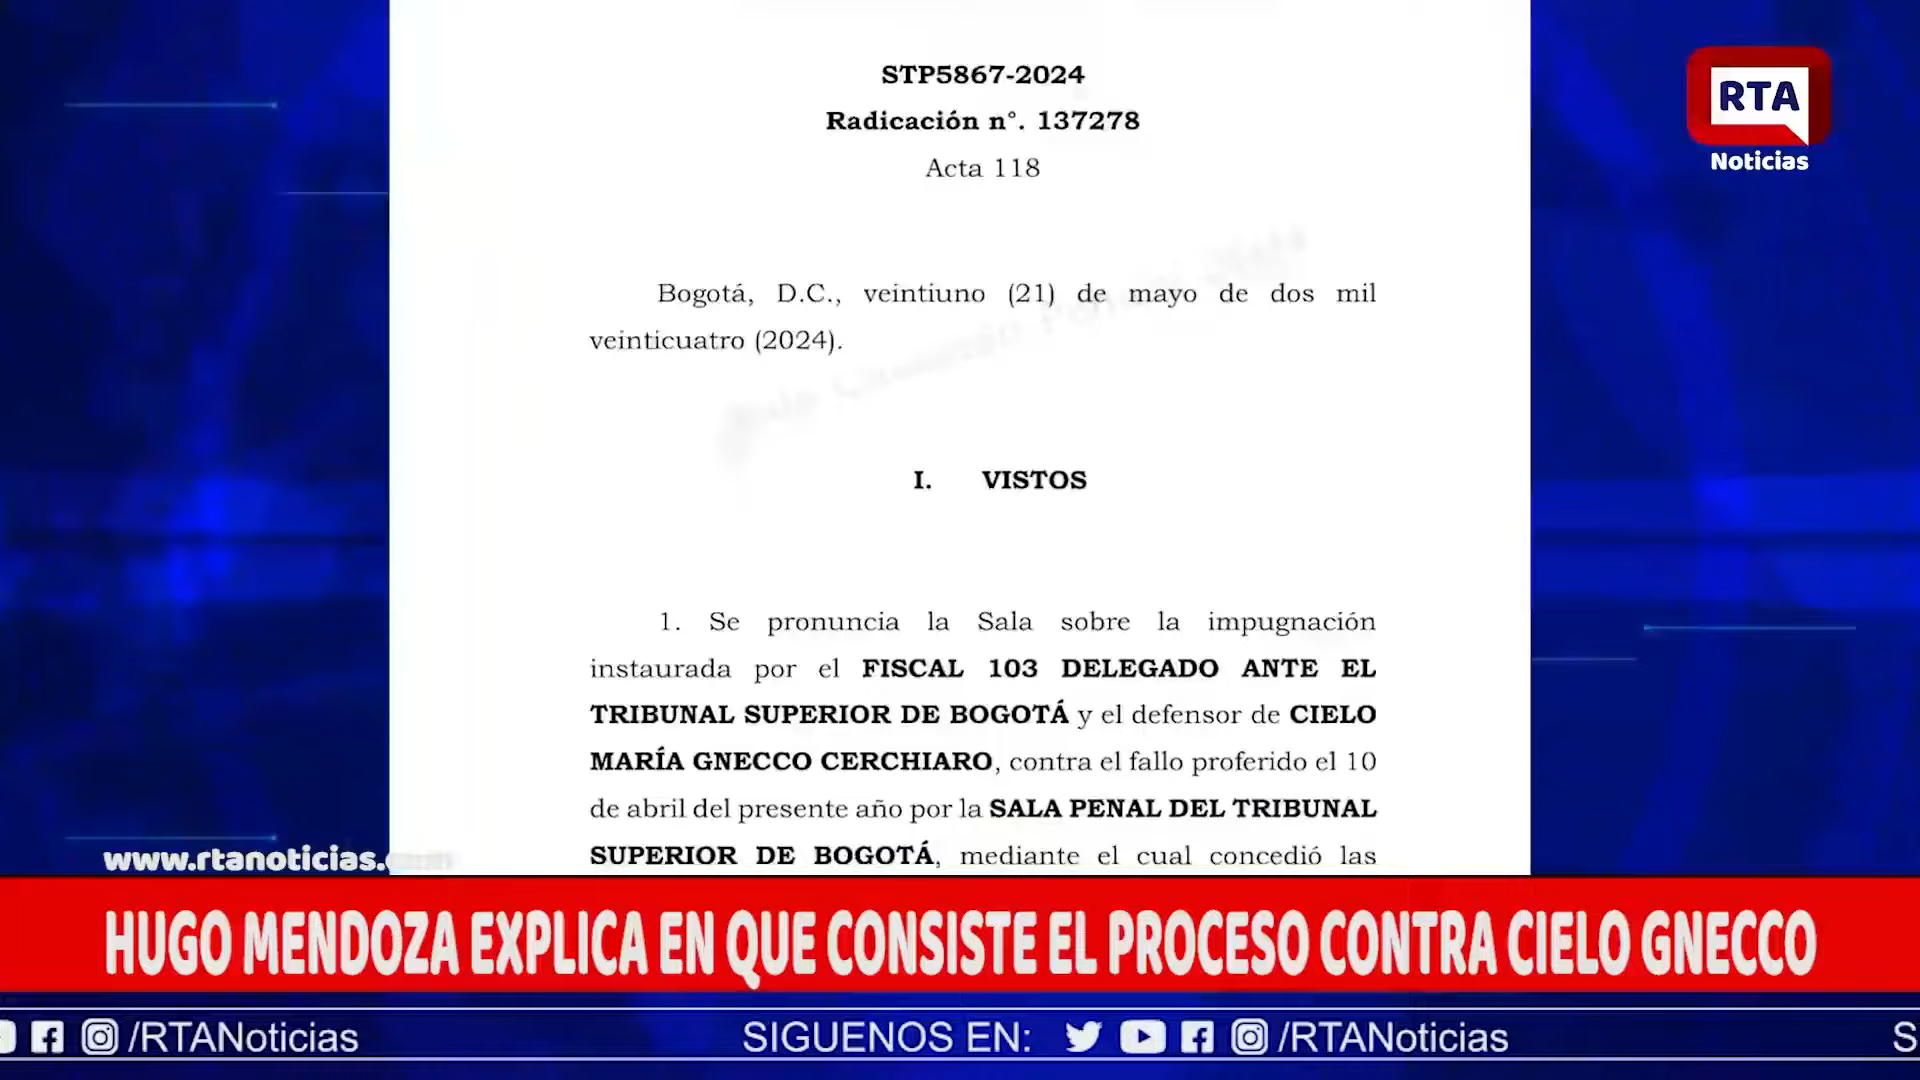 STP5867-2024
Radicación n°. 137278
Acta 118
RTA
Noticias
Bogotá, D.C., veintiuno (21) de mayo de dos mil
veinticuatro (2024).
I. VISTOS
1. Se pronuncia la Sala sobre la impugnación
instaurada por el FISCAL 103 DELEGADO ANTE EL
TRIBUNAL SUPERIOR DE BOGOTÁ y el defensor de CIELO
MARÍA GNECCO CERCHIARO, contra el fallo proferido el 10
de abril del presente año por la SALA PENAL DEL TRIBUNAL
SUPERIOR DE BOGOTÁ, mediante el cual concedió las
www.rtanoticias.com
HUGO MENDOZA EXPLICA EN QUE CONSISTE EL PROCESO CONTRA CIELO GNECCO
/RTANoticias SIGUENOS EN: /RTANoticias S